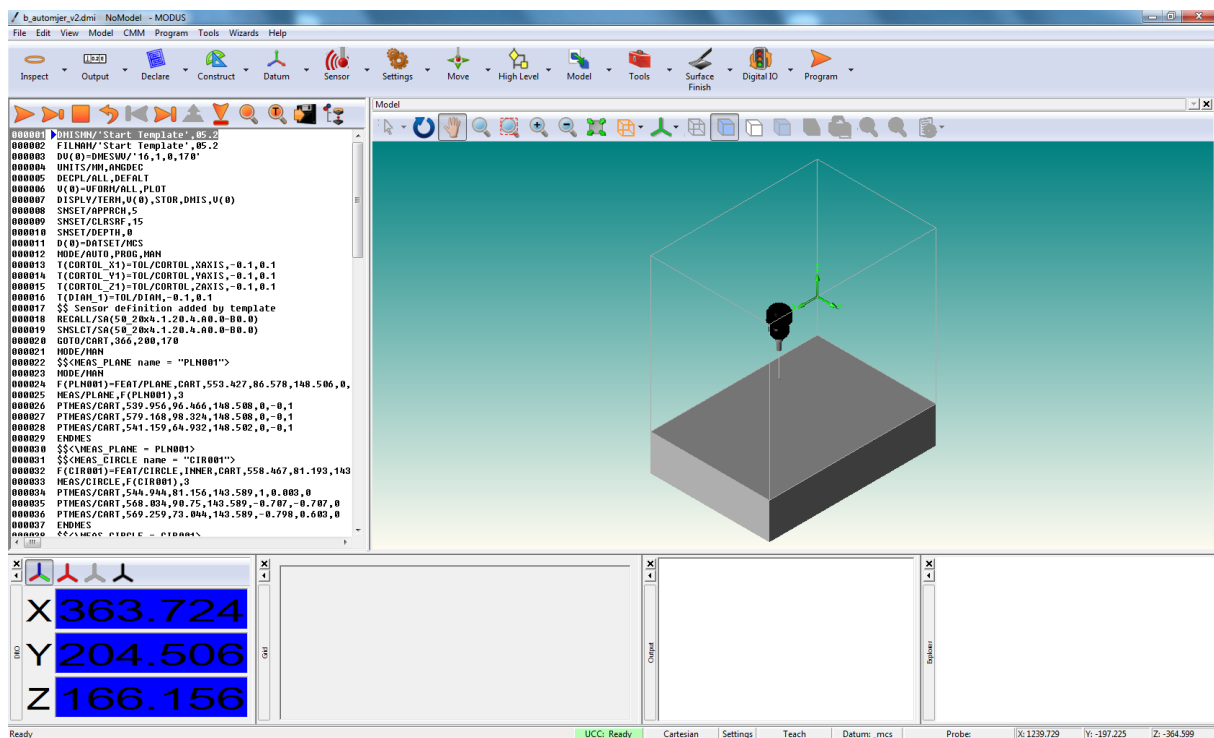 b_automjer_v2.dmi NoModel - MODUS
File Edit View Model CMM Program Tools Wizards Help
Inspect Output Declare Construct Datum Sensor Settings Move High Level Model Tools Surface Finish Digital IO Program
Model
000001 DMISMN/'Start Template',05.2
000002 FILNAM/'Start Template',05.2
000003 DV(0)=DMESWV/'16,1,0,170'
000004 UNITS/MM,ANGDEC
000005 DECPL/ALL,DEFALT
000006 V(0)=VFORM/ALL,PLOT
000007 DISPLY/TERM,V(0),STOR,DMIS,V(0)
000008 SNSET/APPRCH,5
000009 SNSET/CLRSRF,15
000010 SNSET/DEPTH,0
000011 D(0)=DATSET/MCS
000012 MODE/AUTO,PROG,MAN
000013 T(CORTOL_X1)=TOL/CORTOL,XAXIS,-0.1,0.1
000014 T(CORTOL_Y1)=TOL/CORTOL,YAXIS,-0.1,0.1
000015 T(CORTOL_Z1)=TOL/CORTOL,ZAXIS,-0.1,0.1
000016 T(DIAM_1)=TOL/DIAM,-0.1,0.1
000017 $$ Sensor definition added by template
000018 RECALL/SA(50_20x4.1.20.4.A0.0-B0.0)
000019 SNSLCT/SA(50_20x4.1.20.4.A0.0-B0.0)
000020 GOTO/CART,366,200,170
000021 MODE/MAN
000022 $$<MEAS_PLANE name = "PLN001">
000023 MODE/MAN
000024 F(PLN001)=FEAT/PLANE,CART,553.427,86.578,148.506,0,
000025 MEAS/PLANE,F(PLN001),3
000026 PTMEAS/CART,539.956,96.466,148.508,0,-0,1
000027 PTMEAS/CART,579.168,98.324,148.508,0,-0,1
000028 PTMEAS/CART,541.159,64.932,148.502,0,-0,1
000029 ENDMES
000030 $$<\MEAS_PLANE = PLN001>
000031 $$<MEAS_CIRCLE name = "CIR001">
000032 F(CIR001)=FEAT/CIRCLE,INNER,CART,558.467,81.193,143
000033 MEAS/CIRCLE,F(CIR001),3
000034 PTMEAS/CART,544.944,81.156,143.589,1,0.003,0
000035 PTMEAS/CART,568.034,90.75,143.589,-0.707,-0.707,0
000036 PTMEAS/CART,569.259,73.044,143.589,-0.798,0.603,0
000037 ENDMES
000038 $$<\MEAS_CIRCLE = CIR001>
DRO
X 363.724
Y 204.506
Z 166.156
Grid
Output
Explorer
Ready UCC: Ready Cartesian Settings Teach Datum: _mcs Probe: X: 1239.729 Y: -197.225 Z: -364.599